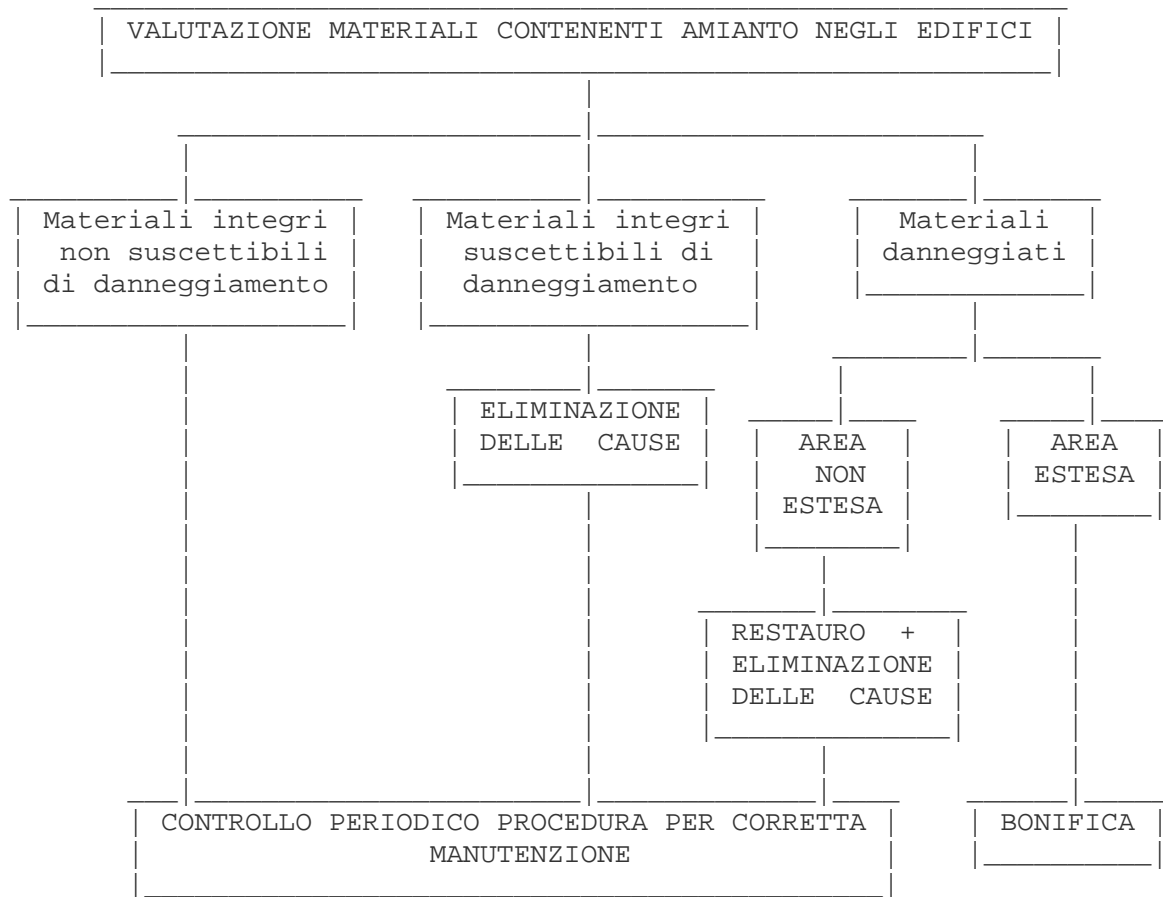 VALUTAZIONE MATERIALI CONTENENTI AMIANTO NEGLI EDIFICI
Materiali integri
non suscettibili
di danneggiamento
Materiali integri
suscettibili di
danneggiamento
Materiali
danneggiati
ELIMINAZIONE
DELLE CAUSE
AREA
NON
ESTESA
AREA
ESTESA
RESTAURO +
ELIMINAZIONE
DELLE CAUSE
CONTROLLO PERIODICO PROCEDURA PER CORRETTA
MANUTENZIONE
BONIFICA